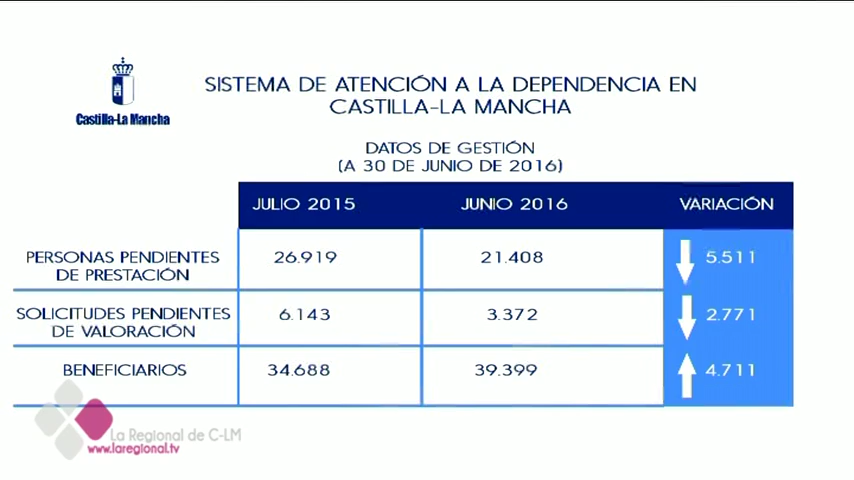 Castilla-La Mancha
SISTEMA DE ATENCIÓN A LA DEPENDENCIA EN
CASTILLA-LA MANCHA
DATOS DE GESTIÓN
(A 30 DE JUNIO DE 2016)
JULIO 2015 JUNIO 2016 VARIACIÓN
PERSONAS PENDIENTES
DE PRESTACIÓN
26.919 21.408 5.511
SOLICITUDES PENDIENTES
DE VALORACIÓN
6.143 3.372 2.771
BENEFICIARIOS 34.688 39.399 4.711
La Regional de C-LM
www.laregional.tv